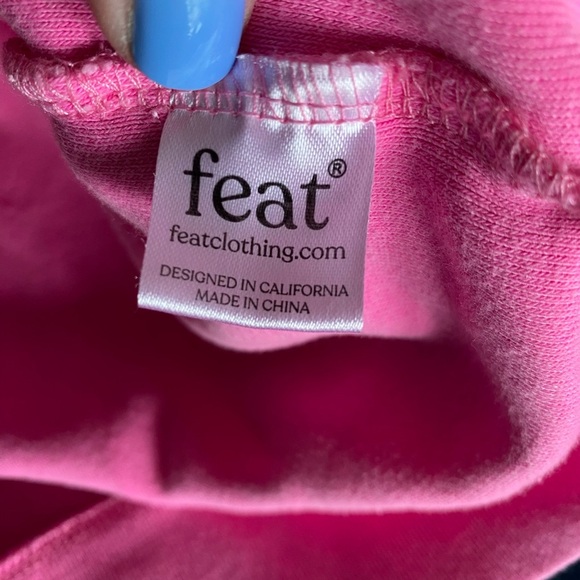 feat®
featclothing.com
DESIGNED IN CALIFORNIA
MADE IN CHINA